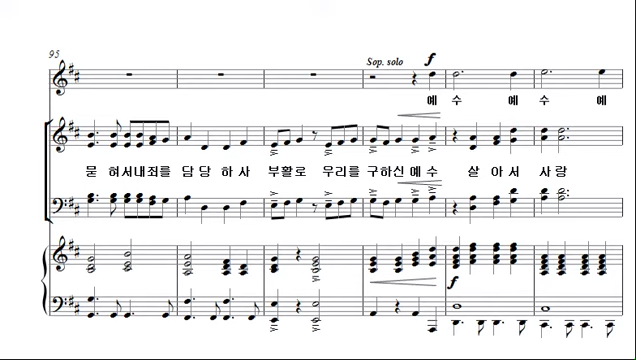 95
Sop. solo f
예 수 예 수 예
묻 혀서내죄를 담 당 하 사 부활로 우리를 구하신 예 수 살 아 서 사 랑
f